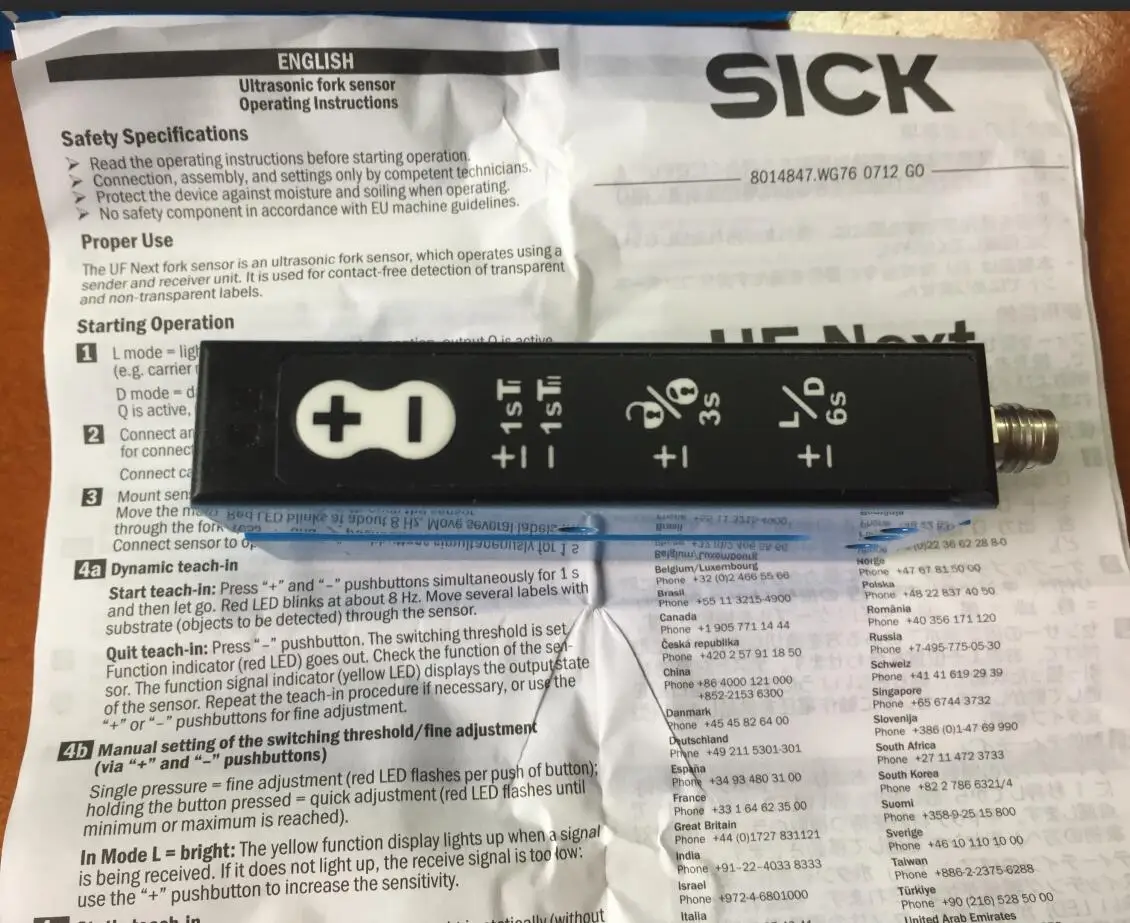 ENGLISH
Ultrasonic fork sensor
Operating Instructions
Safety Specifications
➢ Read the operating instructions before starting operation.
➢ Connection, assembly, and settings only by competent technicians.
➢ Protect the device against moisture and soiling when operating.
➢ No safety component in accordance with EU machine guidelines.
Proper Use
The UF Next fork sensor is an ultrasonic fork sensor, which operates using a
sender and receiver unit. It is used for contact-free detection of transparent
and non-transparent labels.
Starting Operation
1 L mode = output Q is active
(e.g. carrier
D mode =
Q is active,
2 Connect
for
Connect
3 Mount
Move the
through the fork
Connect sensor to
4a Dynamic teach-in
Start teach-in: Press “+” and “–” pushbuttons simultaneously for 1 s
and then let go. Red LED blinks at about 8 Hz. Move several labels with
substrate (objects to be detected) through the sensor.
Quit teach-in: Press “–” pushbutton. The switching threshold is set.
Function indicator (red LED) goes out. Check the function of the sen-
sor. The function signal indicator (yellow LED) displays the output state
of the sensor. Repeat the teach-in procedure if necessary, or use the
“+” or “–” pushbuttons for fine adjustment.
4b Manual setting of the switching threshold/fine adjustment
(via “+” and “–” pushbuttons)
Single pressure = fine adjustment (red LED flashes per push of button);
holding the button pressed = quick adjustment (red LED flashes until
minimum or maximum is reached).
In Mode L = bright: The yellow function display lights up when a signal
is being received. If it does not light up, the receive signal is too low:
use the “+” pushbutton to increase the sensitivity.
SICK
8014847.WG76 0712 GO
UF Next
+ –
± 1s Ti
– 1s Tii
± / 3s
± L/D 6s
Belgium/Luxembourg
Phone +32 (0)2 466 55 66
Brasil
Phone +55 11 3215-4900
Canada
Phone +1 905 771 14 44
Česká republika
Phone +420 2 57 91 18 50
China
Phone +86 4000 121 000
+852-2153 6300
Danmark
Phone +45 45 82 64 00
Deutschland
Phone +49 211 5301-301
España
Phone +34 93 480 31 00
France
Phone +33 1 64 62 35 00
Great Britain
Phone +44 (0)1727 831121
India
Phone +91-22-4033 8333
Israel
Phone +972-4-6801000
Italia
(0)22 36 62 28 8-0
Norge
Phone +47 67 81 50 00
Polska
Phone +48 22 837 40 50
România
Phone +40 356 171 120
Russia
Phone +7-495-775-05-30
Schweiz
Phone +41 41 619 29 39
Singapore
Phone +65 6744 3732
Slovenija
Phone +386 (0)1-47 69 990
South Africa
Phone +27 11 472 3733
South Korea
Phone +82 2 786 6321/4
Suomi
Phone +358-9-25 15 800
Sverige
Phone +46 10 110 10 00
Taiwan
Phone +886-2-2375-6288
Türkiye
Phone +90 (216) 528 50 00
United Arab Emirates